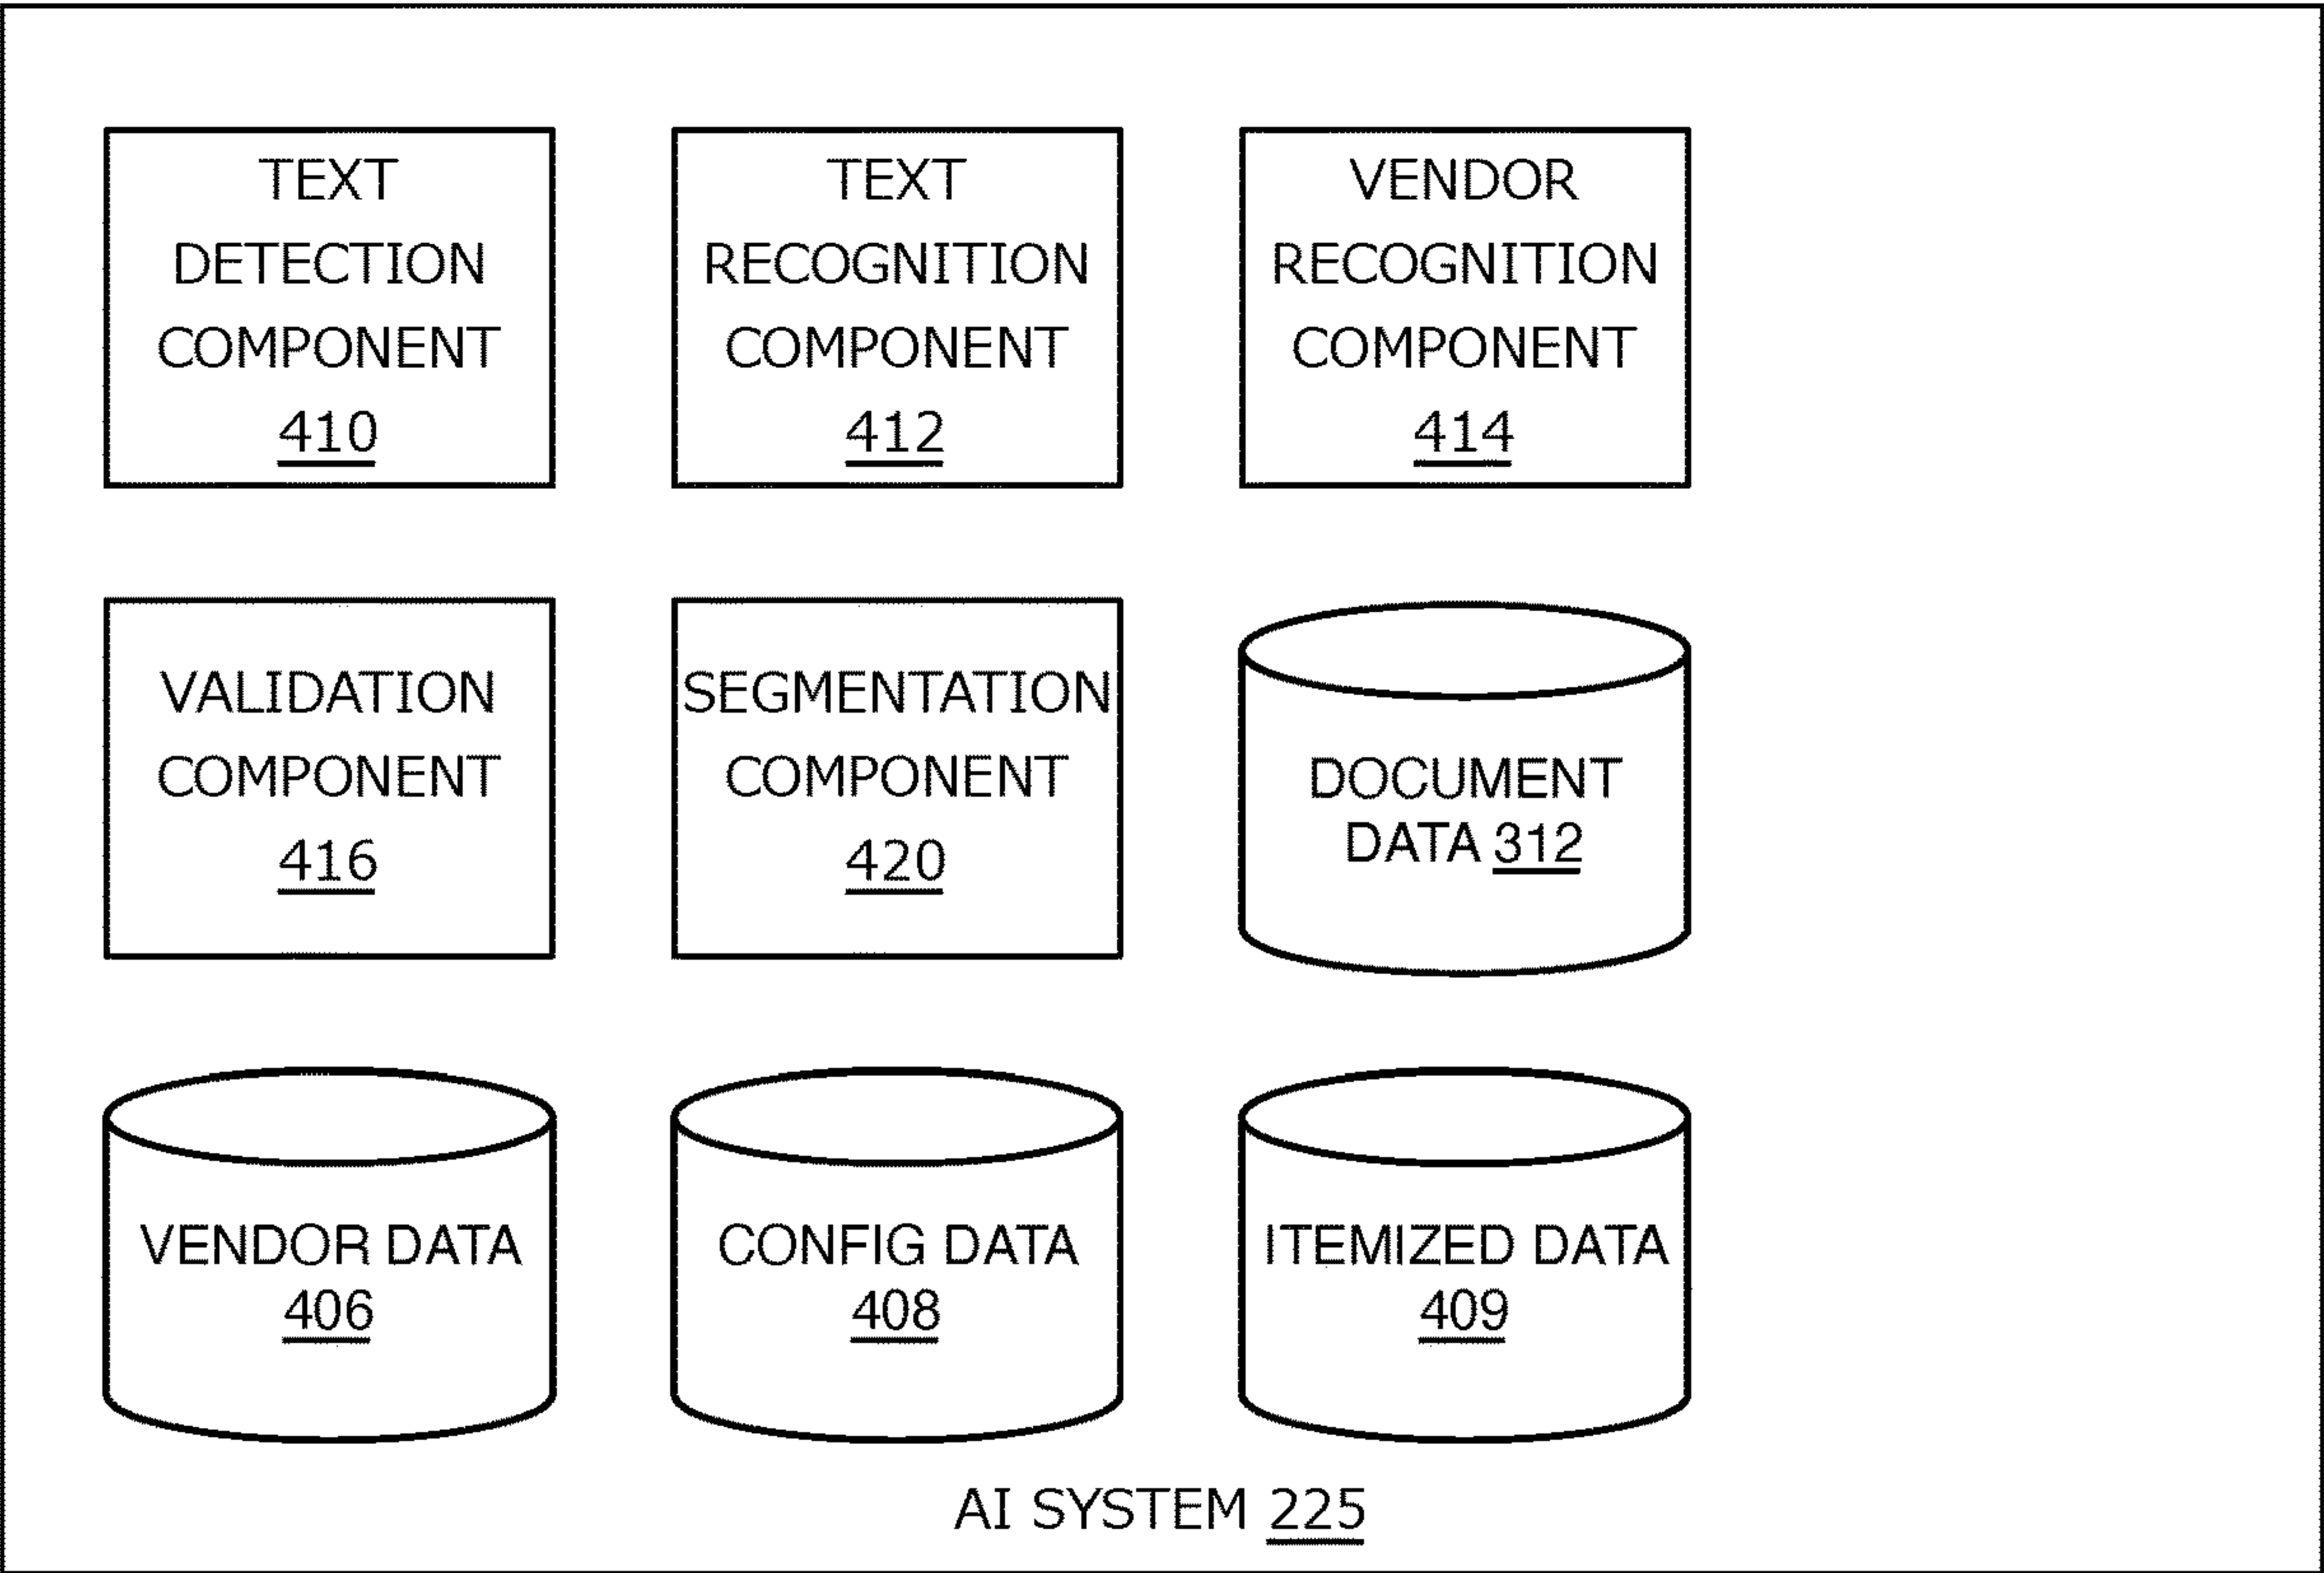 TEXT
DETECTION
COMPONENT
410
TEXT
RECOGNITION
COMPONENT
412
VENDOR
RECOGNITION
COMPONENT
414
VALIDATION
COMPONENT
416
SEGMENTATION
COMPONENT
420
DOCUMENT
DATA 312
VENDOR DATA
406
CONFIG DATA
408
ITEMIZED DATA
409
AI SYSTEM 225